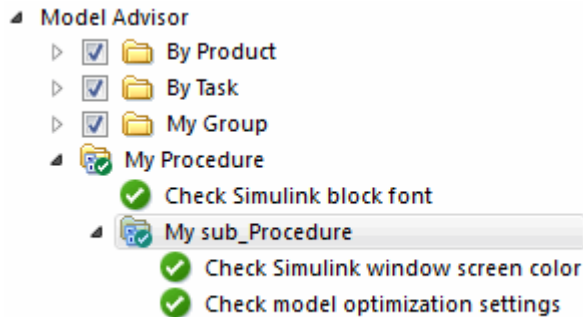 Model Advisor
By Product
By Task
My Group
My Procedure
Check Simulink block font
My sub_Procedure
Check Simulink window screen color
Check model optimization settings